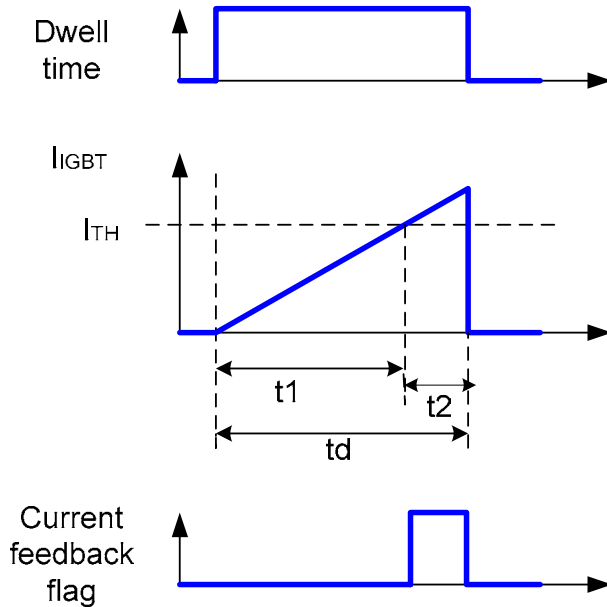 Dwell
time
IIGBT
ITH
t1
t2
td
Current
feedback
flag